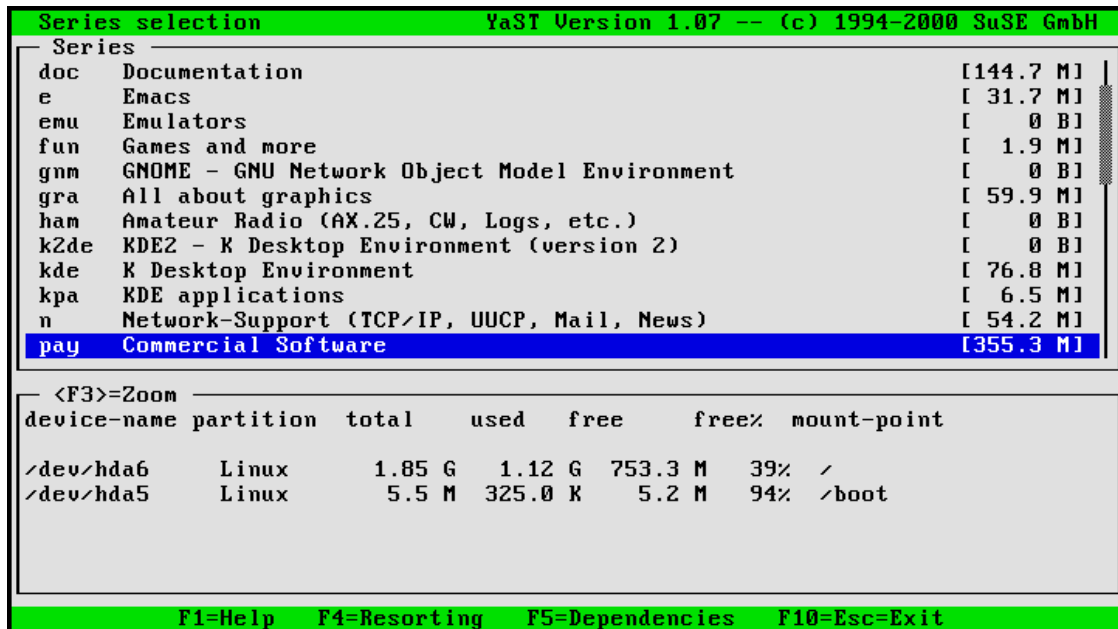 Series selection YaST Version 1.07 -- (c) 1994-2000 SuSE GmbH
Series
doc Documentation [144.7 M]
e Emacs [ 31.7 M]
emu Emulators [ 0 B]
fun Games and more [ 1.9 M]
gnm GNOME - GNU Network Object Model Environment [ 0 B]
gra All about graphics [ 59.9 M]
ham Amateur Radio (AX.25, CW, Logs, etc.) [ 0 B]
k2de KDE2 - K Desktop Environment (version 2) [ 0 B]
kde K Desktop Environment [ 76.8 M]
kpa KDE applications [ 6.5 M]
n Network-Support (TCP/IP, UUCP, Mail, News) [ 54.2 M]
pay Commercial Software [355.3 M]
<F3>=Zoom
device-name partition total used free free% mount-point
/dev/hda6 Linux 1.85 G 1.12 G 753.3 M 39% /
/dev/hda5 Linux 5.5 M 325.0 K 5.2 M 94% /boot
F1=Help F4=Resorting F5=Dependencies F10=Esc=Exit